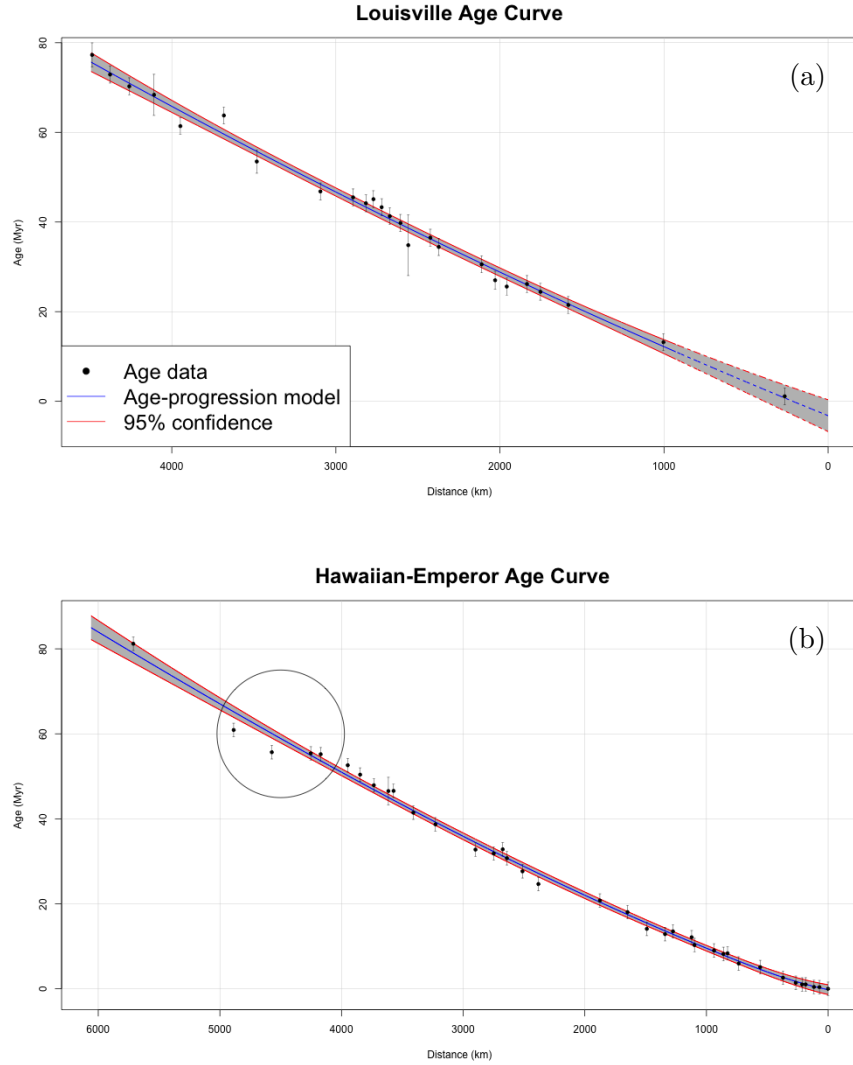 Louisville Age Curve
(a)
80
60
40
20
0
Age (Myr)
Age data
Age-progression model
95% confidence
4000 3000 2000 1000 0
Distance (km)
Hawaiian-Emperor Age Curve
(b)
80
60
40
20
0
Age (Myr)
6000 5000 4000 3000 2000 1000 0
Distance (km)